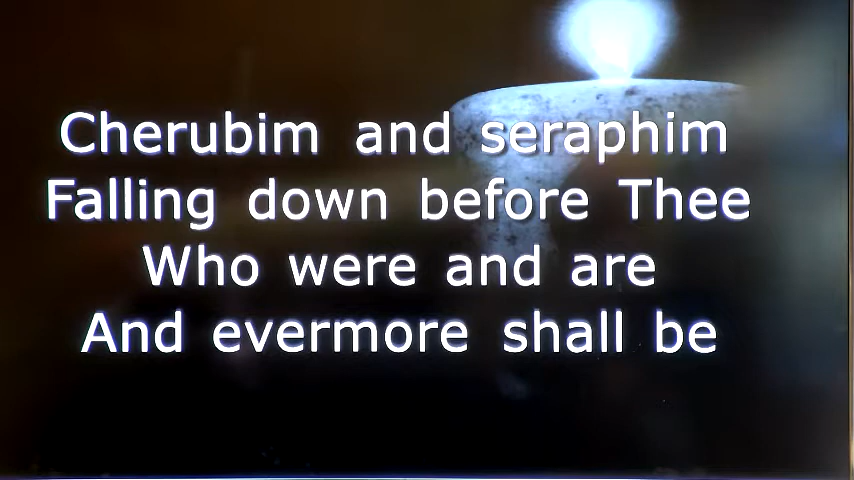 Cherubim and seraphim
Falling down before Thee
Who were and are
And evermore shall be